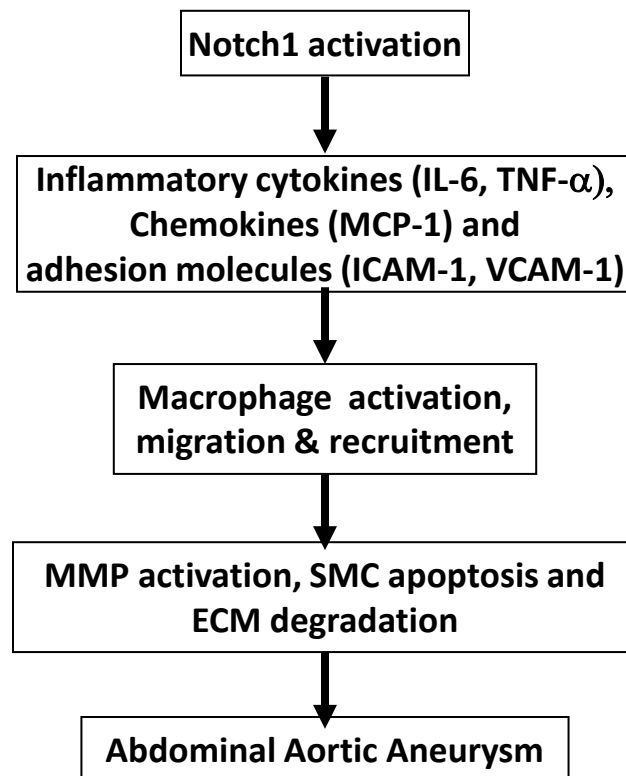 Notch1 activation
Inflammatory cytokines (IL-6, TNF-α),
Chemokines (MCP-1) and
adhesion molecules (ICAM-1, VCAM-1)
Macrophage activation,
migration & recruitment
MMP activation, SMC apoptosis and
ECM degradation
Abdominal Aortic Aneurysm